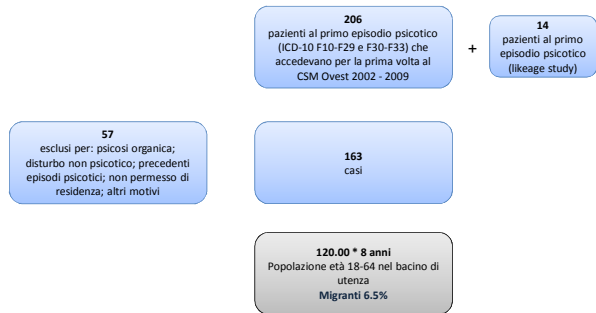 206
pazienti al primo episodio psicotico
(ICD-10 F10-F29 e F30-F33) che
accedevano per la prima volta al
CSM Ovest 2002 - 2009
+
14
pazienti al primo
episodio psicotico
(likeage study)
57
esclusi per: psicosi organica;
disturbo non psicotico; precedenti
episodi psicotici; non permesso di
residenza; altri motivi
163
casi
120.00 * 8 anni
Popolazione età 18-64 nel bacino di
utenza
Migranti 6.5%